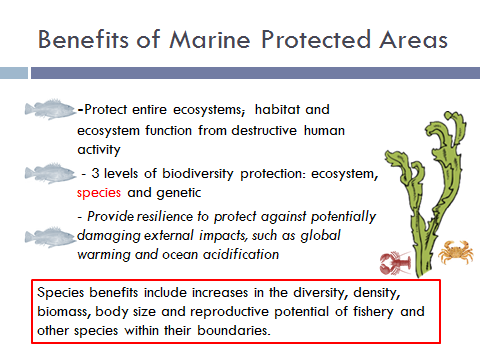 Benefits of Marine Protected Areas
-Protect entire ecosystems; habitat and
ecosystem function from destructive human
activity
- 3 levels of biodiversity protection: ecosystem,
species and genetic
- Provide resilience to protect against potentially
damaging external impacts, such as global
warming and ocean acidification
Species benefits include increases in the diversity, density,
biomass, body size and reproductive potential of fishery and
other species within their boundaries.